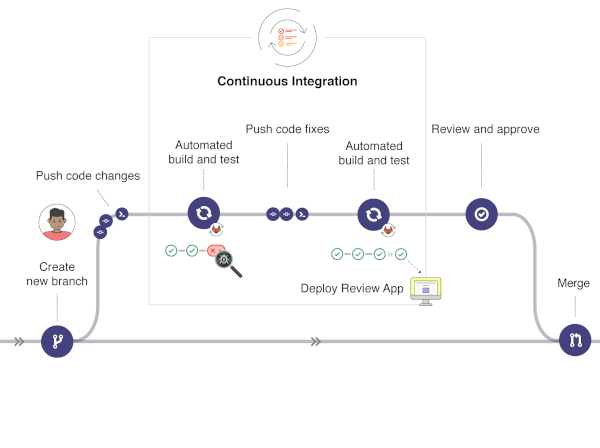 Continuous Integration
Push code fixes
Review and approve
Automated
build and test
Automated
build and test
Push code changes
Create
new branch
Deploy Review App
Merge